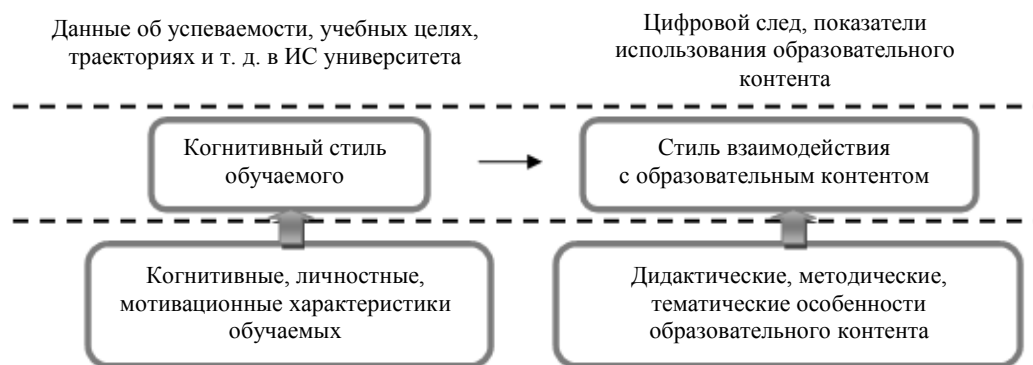 Данные об успеваемости, учебных целях,
траекториях и т. д. в ИС университета
Цифровой след, показатели
использования образовательного
контента
Когнитивный стиль
обучаемого
Стиль взаимодействия
с образовательным контентом
Когнитивные, личностные,
мотивационные характеристики
обучаемых
Дидактические, методические,
тематические особенности
образовательного контента